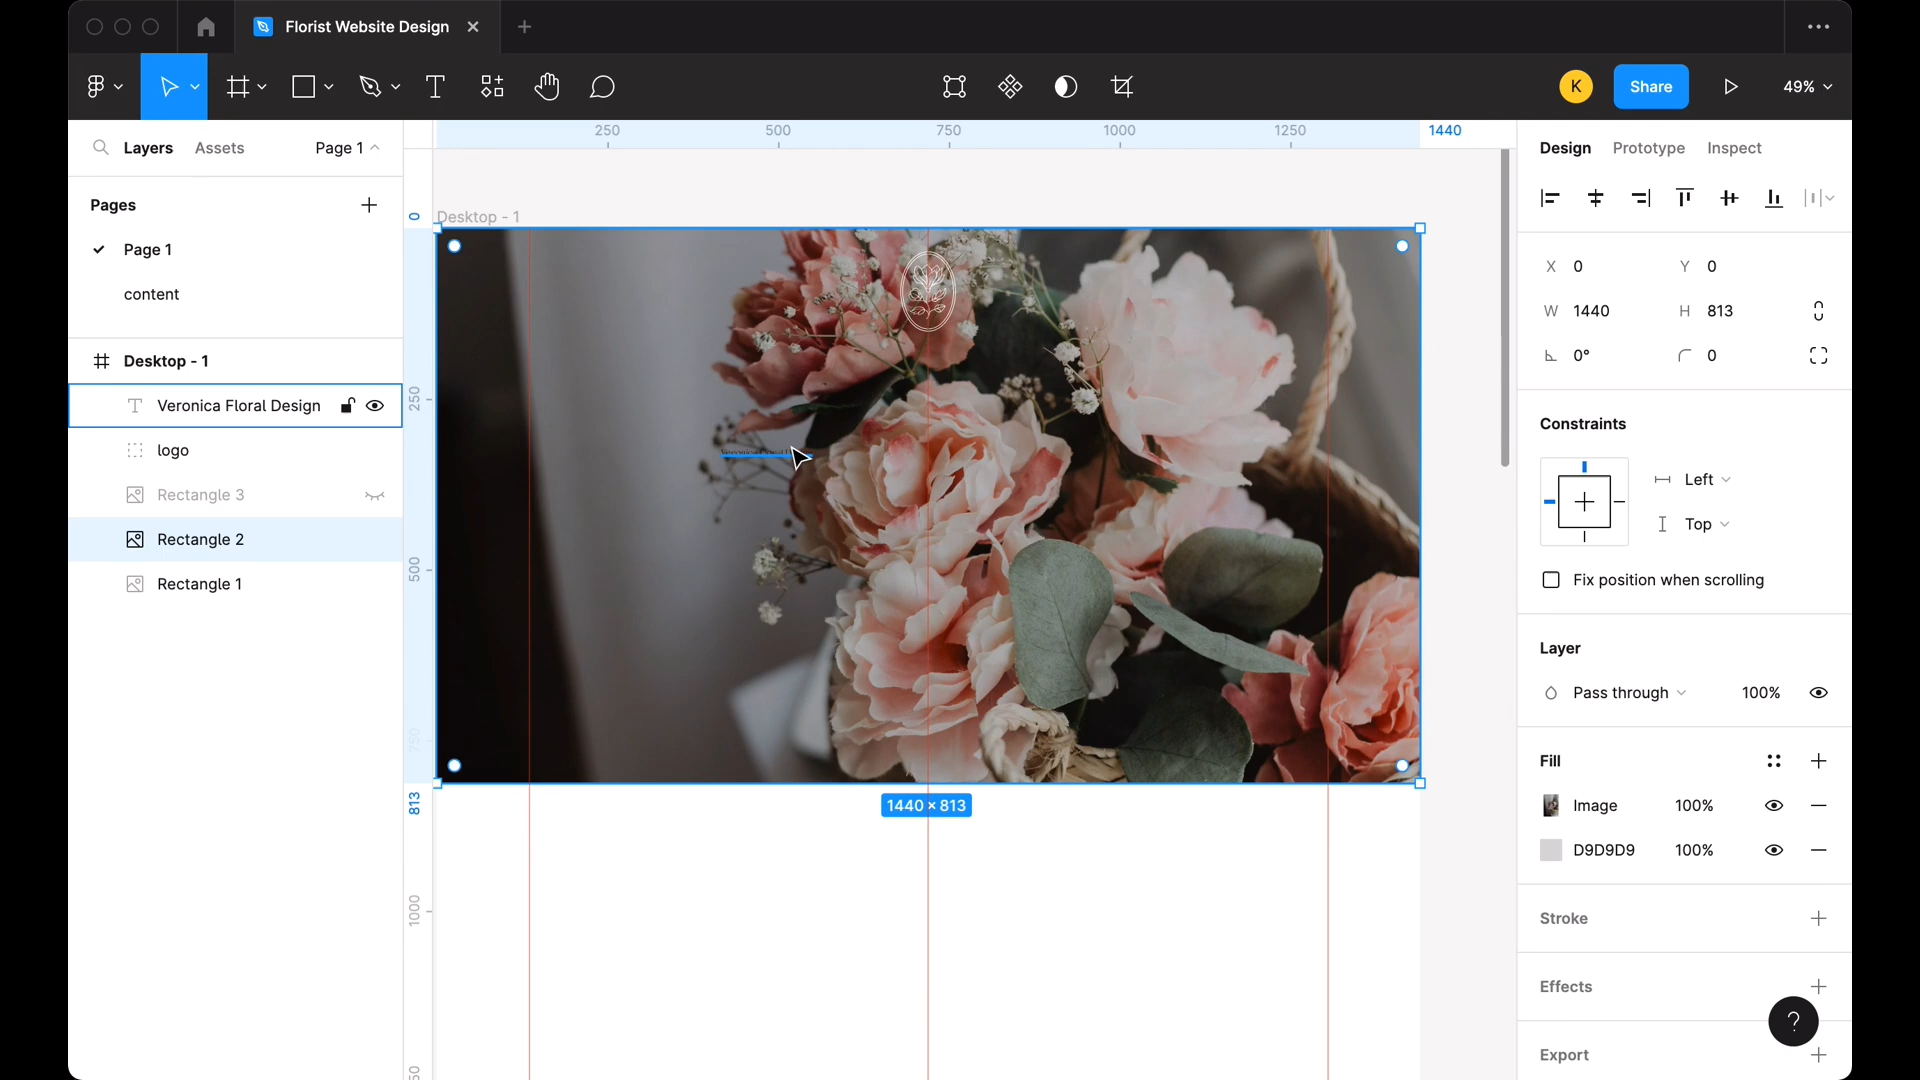 Florist Website Design
K
Share
49%
Layers
Assets
Page 1
Pages
Page 1
content
Desktop - 1
Veronica Floral Design
logo
Rectangle 3
Rectangle 2
Rectangle 1
250
500
750
1000
1250
1440
0
250
500
750
813
1000
Desktop - 1
1440 × 813
Design
Prototype
Inspect
X 0
Y 0
W 1440
H 813
0°
0
Constraints
Left
Top
Fix position when scrolling
Layer
Pass through
100%
Fill
Image
100%
D9D9D9
100%
Stroke
Effects
?
Export